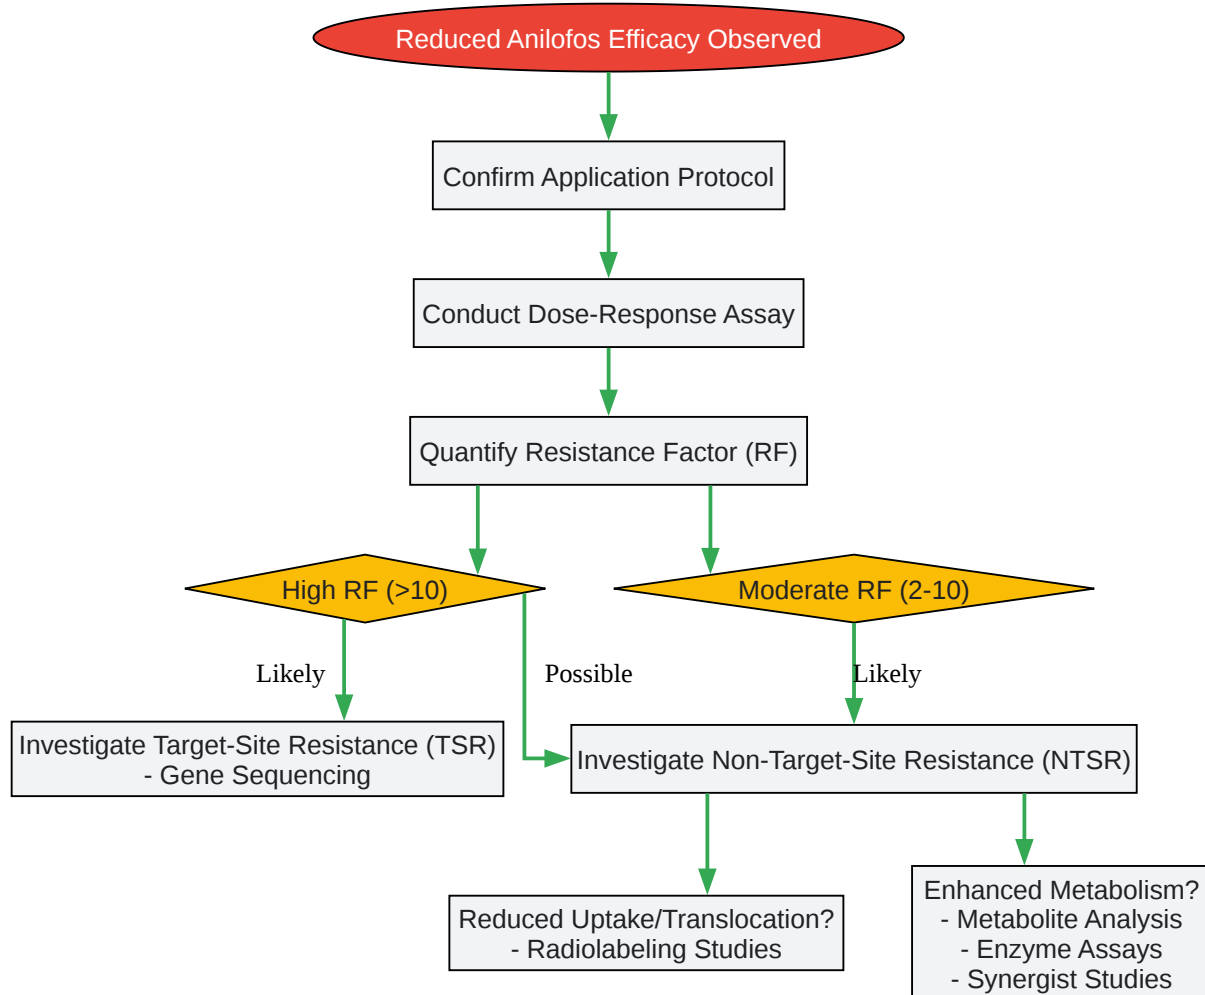 Reduced Anilofos Efficacy Observed
Confirm Application Protocol
Conduct Dose-Response Assay
Quantify Resistance Factor (RF)
High RF (>10)
Moderate RF (2-10)
Likely
Possible
Likely
Investigate Target-Site Resistance (TSR)
- Gene Sequencing
Investigate Non-Target-Site Resistance (NTSR)
Reduced Uptake/Translocation?
- Radiolabeling Studies
Enhanced Metabolism?
- Metabolite Analysis
- Enzyme Assays
- Synergist Studies